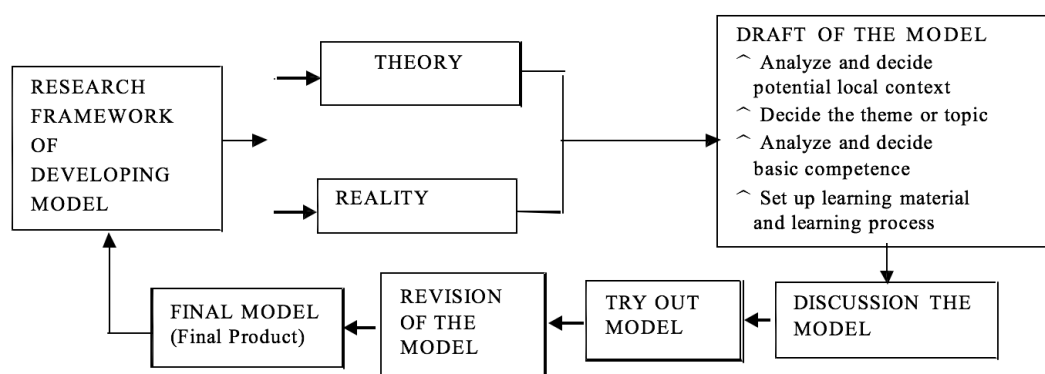 RESEARCH
FRAMEWORK
OF
DEVELOPING
MODEL
THEORY
REALITY
DRAFT OF THE MODEL
⌢ Analyze and decide
potential local context
⌢ Decide the theme or topic
⌢ Analyze and decide
basic competence
⌢ Set up learning material
and learning process
DISCUSSION THE
MODEL
TRY OUT
MODEL
REVISION
OF THE
MODEL
FINAL MODEL
(Final Product)